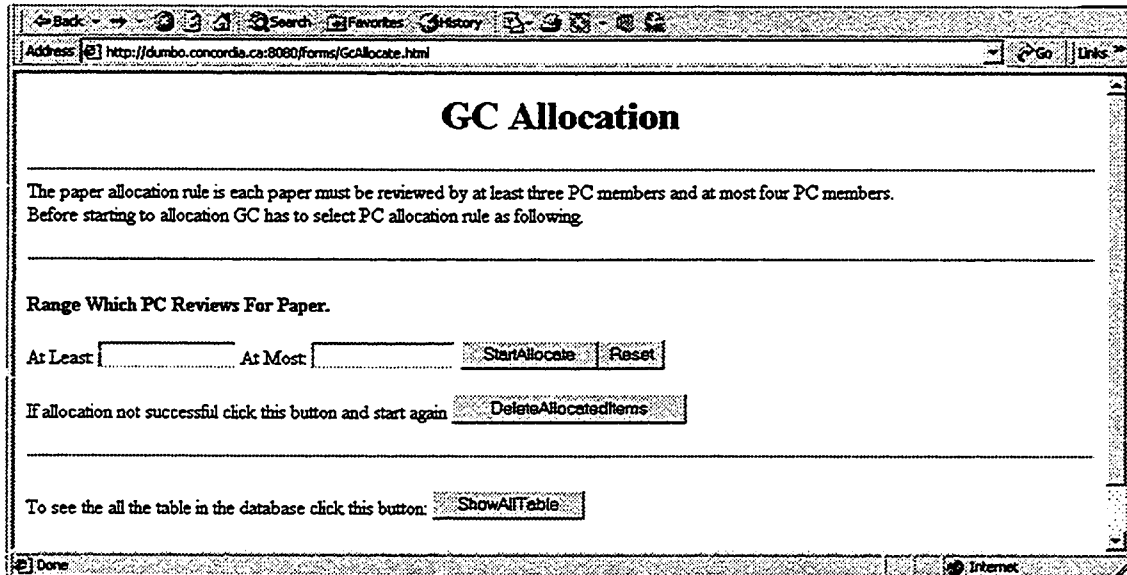 Back Search Favorites History
Address http://dumbo.concordia.ca:8080/forms/GcAllocate.html Go Links »
GC Allocation
The paper allocation rule is each paper must be reviewed by at least three PC members and at most four PC members.
Before starting to allocation GC has to select PC allocation rule as following.
Range Which PC Reviews For Paper.
At Least: At Most: StartAllocate Reset
If allocation not successful click this button and start again DeleteAllocatedItems
To see the all the table in the database click this button: ShowAllTable
Done Internet